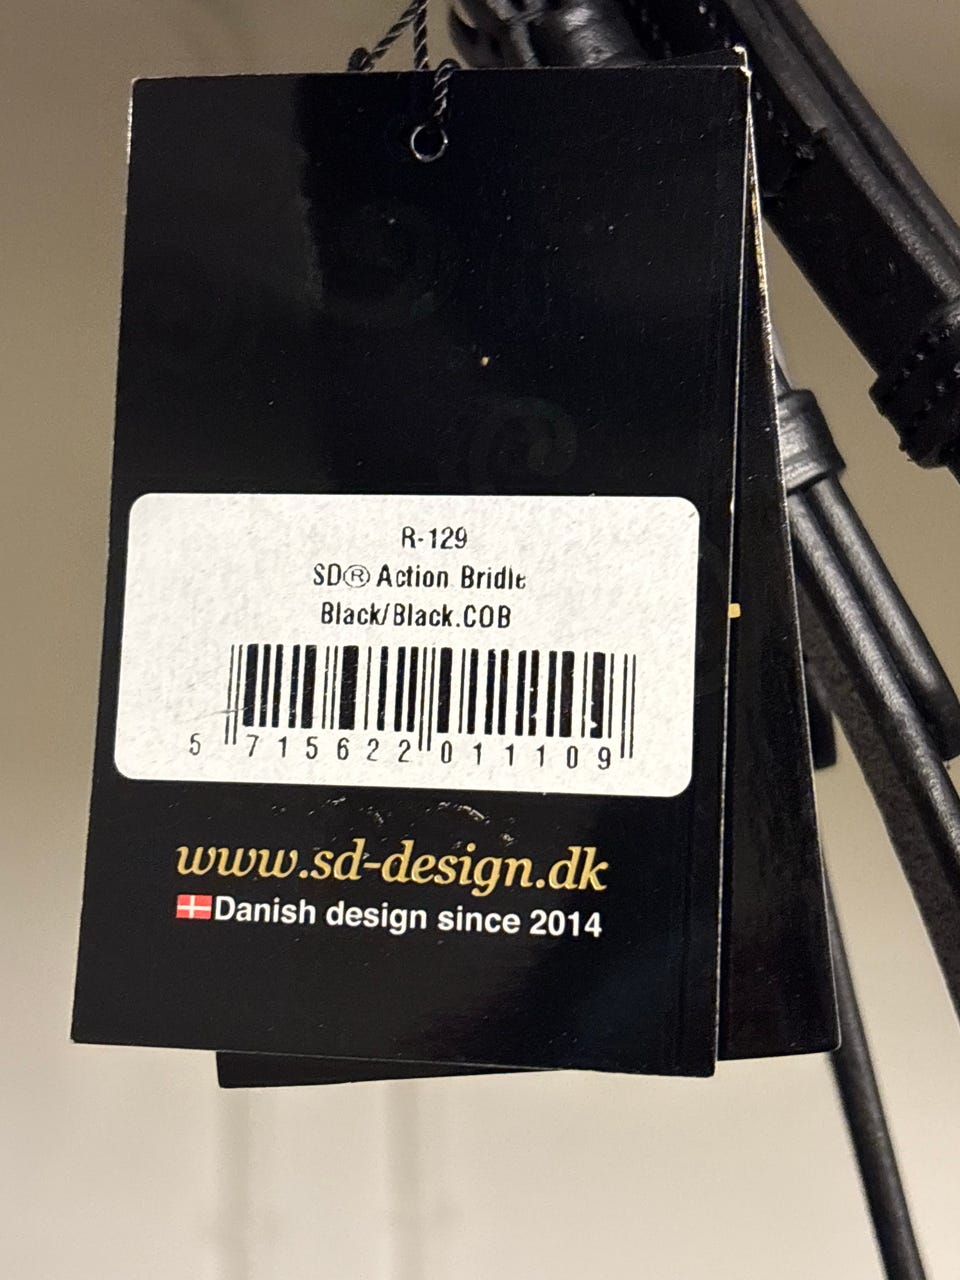 R-129
SD® Action Bridle
Black/Black.COB
5 715622 011109
www.sd-design.dk
Danish design since 2014